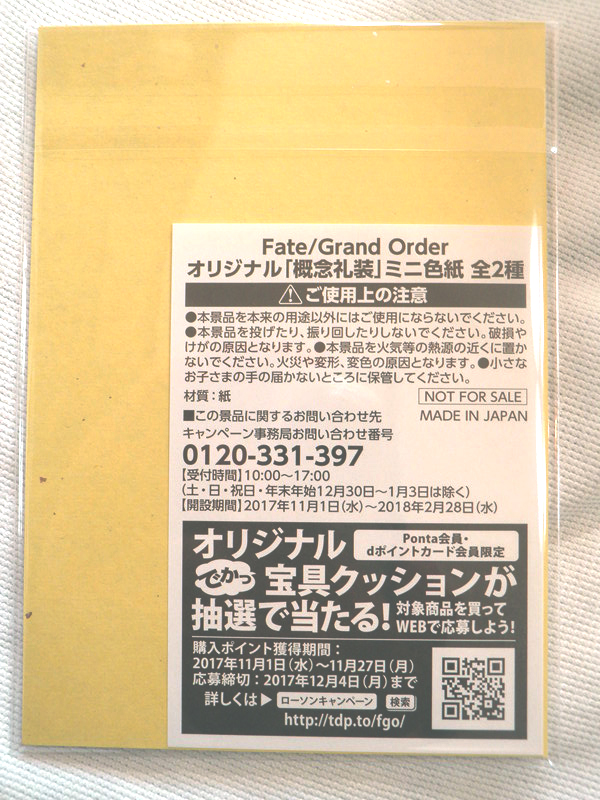 Fate/Grand Order
オリジナル「概念礼装」ミニ色紙 全2種
ご使用上の注意
●本景品を本来の用途以外にはご使用にならないでください。
●本景品を投げたり、振り回したりしないでください。破損や
けがの原因となります。●本景品を火気等の熱源の近くに置か
ないでください。火災や変形、変色の原因となります。●小さな
お子さまの手の届かないところに保管してください。
材質：紙
NOT FOR SALE
■この景品に関するお問い合わせ先
MADE IN JAPAN
キャンペーン事務局お問い合わせ番号
0120-331-397
【受付時間】10:00〜17:00
(土・日・祝日・年末年始12月30日〜1月3日は除く)
【開設期間】2017年11月1日(水)〜2018年2月28日(水)
オリジナル
Ponta会員・
dポイントカード会員限定
でかっ 宝具クッションが
抽選で当たる!
対象商品を買って
WEBで応募しよう!
購入ポイント獲得期間：
2017年11月1日(水)〜11月27日(月)
応募締切：2017年12月4日(月)まで
詳しくは▶ ローソンキャンペーン 検索
http://tdp.to/fgo/